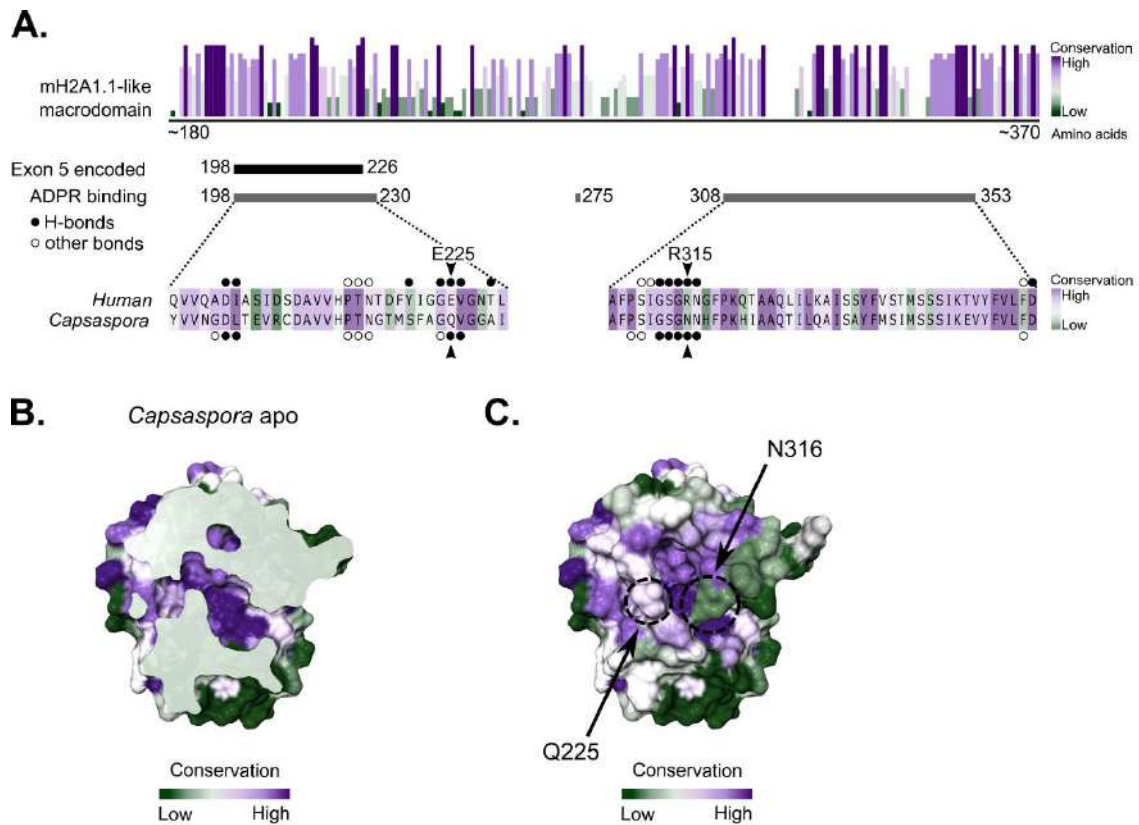 A.
Conservation
High
Low
mH2A1.1-like
macrodomain
~180
~370
Amino acids
Exon 5 encoded
198
226
ADPR binding
198
230
275
308
353
H-bonds
other bonds
E225
R315
Human
QVVQADIASIDSDAVVHPTNTDFYIGGEVGNTL
AFPSIGSGRNGFPKQTAAQLILKAISSYFVSTMSSSIKTVYFVLFD
Capsaspora
YVVNGDLTEVRCDAVVHPTNGTMSFAGQVGGAI
AFPSIGSGNNHFPKHIAAQTILQAISAYFMSIMSSSIKEVYFVLFD
Conservation
High
Low
B.
Capsaspora apo
Conservation
Low
High
C.
N316
Q225
Conservation
Low
High